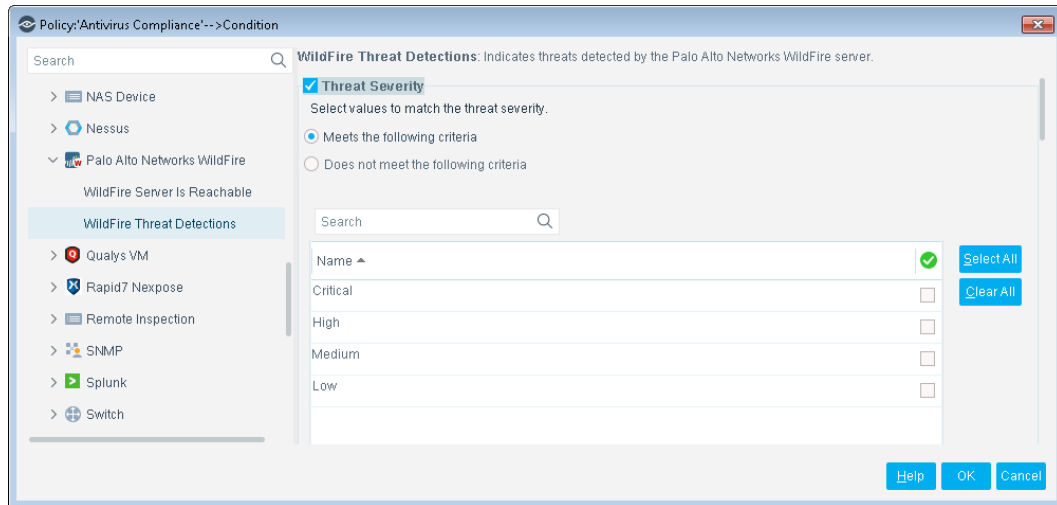 Policy:'Antivirus Compliance'-->Condition
Search
NAS Device
Nessus
Palo Alto Networks WildFire
WildFire Server Is Reachable
WildFire Threat Detections
Qualys VM
Rapid7 Nexpose
Remote Inspection
SNMP
Splunk
Switch
WildFire Threat Detections: Indicates threats detected by the Palo Alto Networks WildFire server.
Threat Severity
Select values to match the threat severity.
Meets the following criteria
Does not meet the following criteria
Search
Name
Critical
High
Medium
Low
Select All
Clear All
Help OK Cancel